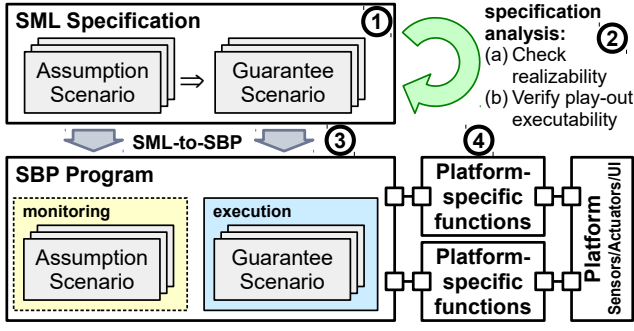 SML Specification
1
Assumption
Scenario
⇒
Guarantee
Scenario
specification
analysis:
2
(a) Check
realizability
(b) Verify play-out
executability
SML-to-SBP
3
4
SBP Program
monitoring
Assumption
Scenario
execution
Guarantee
Scenario
Platform-
specific
functions
Platform-
specific
functions
Platform
Sensors/Actuators/UI